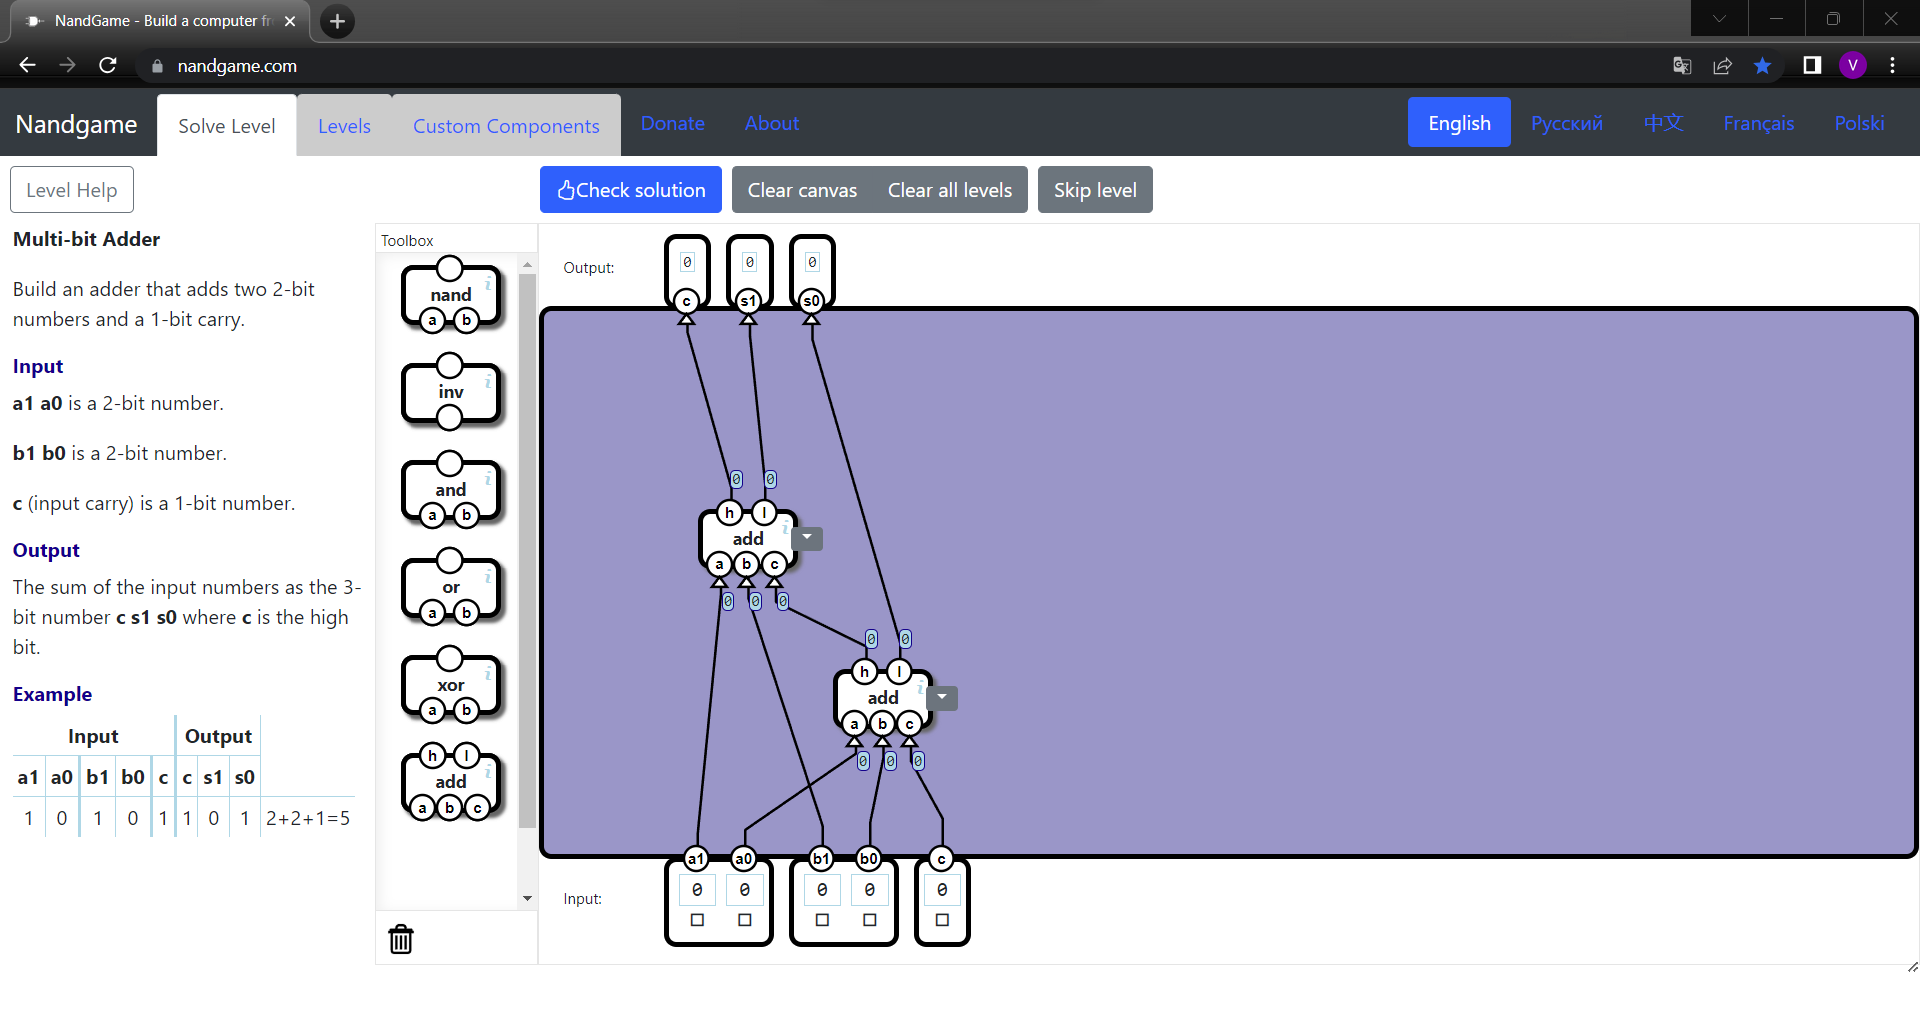 NandGame - Build a computer fr
nandgame.com
V
Nandgame
Solve Level
Levels
Custom Components
Donate
About
English
Русский
中文
Français
Polski
Level Help
Check solution
Clear canvas
Clear all levels
Skip level
Multi-bit Adder
Build an adder that adds two 2-bit
numbers and a 1-bit carry.
Input
a1 a0 is a 2-bit number.
b1 b0 is a 2-bit number.
c (input carry) is a 1-bit number.
Output
The sum of the input numbers as the 3-
bit number c s1 s0 where c is the high
bit.
Example
Input Output
a1 a0 b1 b0 c c s1 s0
1 0 1 0 1 1 0 1 2+2+1=5
Toolbox
i
nand
a b
i
inv
i
and
a b
i
or
a b
i
xor
a b
h l
i
add
a b c
Output:
0 0 0
c s1 s0
0 0
h l
i
add
a b c
0 0 0
0 0
h l
i
add
a b c
0 0 0
a1 a0 b1 b0 c
Input:
0 0 0 0 0